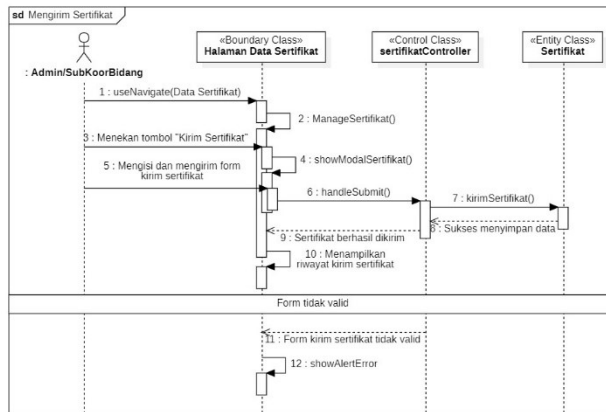 sd Mengirim Sertifikat
«Boundary Class»
Halaman Data Sertifikat
«Control Class»
sertifikatController
«Entity Class»
Sertifikat
: Admin/SubKoorBidang
1 : useNavigate(Data Sertifikat)
2 : ManageSertifikat()
3 : Menekan tombol "Kirim Sertifikat"
4 : showModalSertifikat()
5 : Mengisi dan mengirim form
kirim sertifikat
6 : handleSubmit()
7 : kirimSertifikat()
8 : Sukses menyimpan data
9 : Sertifikat berhasil dikirim
10 : Menampilkan
riwayat kirim sertifikat
Form tidak valid
11 : Form kirim sertifikat tidak valid
12 : showAlertError